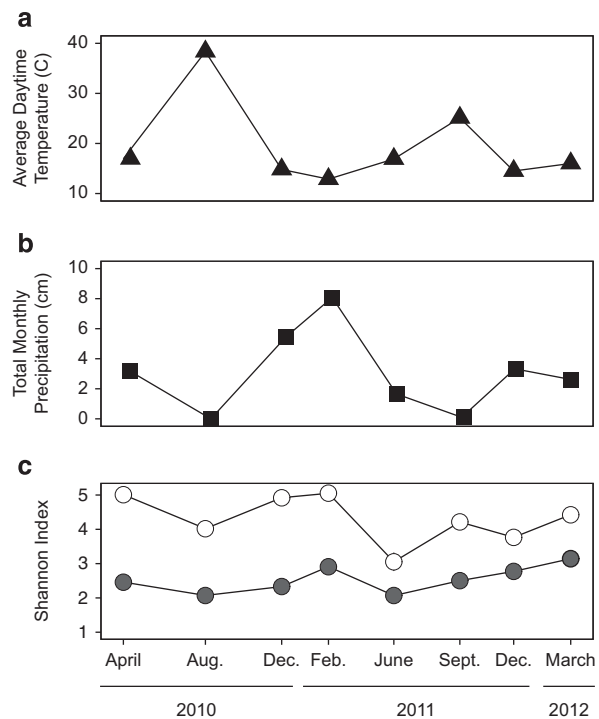 a
Average Daytime
Temperature (C)
40
30
20
10
b
Total Monthly
Precipitation (cm)
10
8
6
4
2
0
c
Shannon Index
5
4
3
2
1
April Aug. Dec. Feb. June Sept. Dec. March
2010 2011 2012